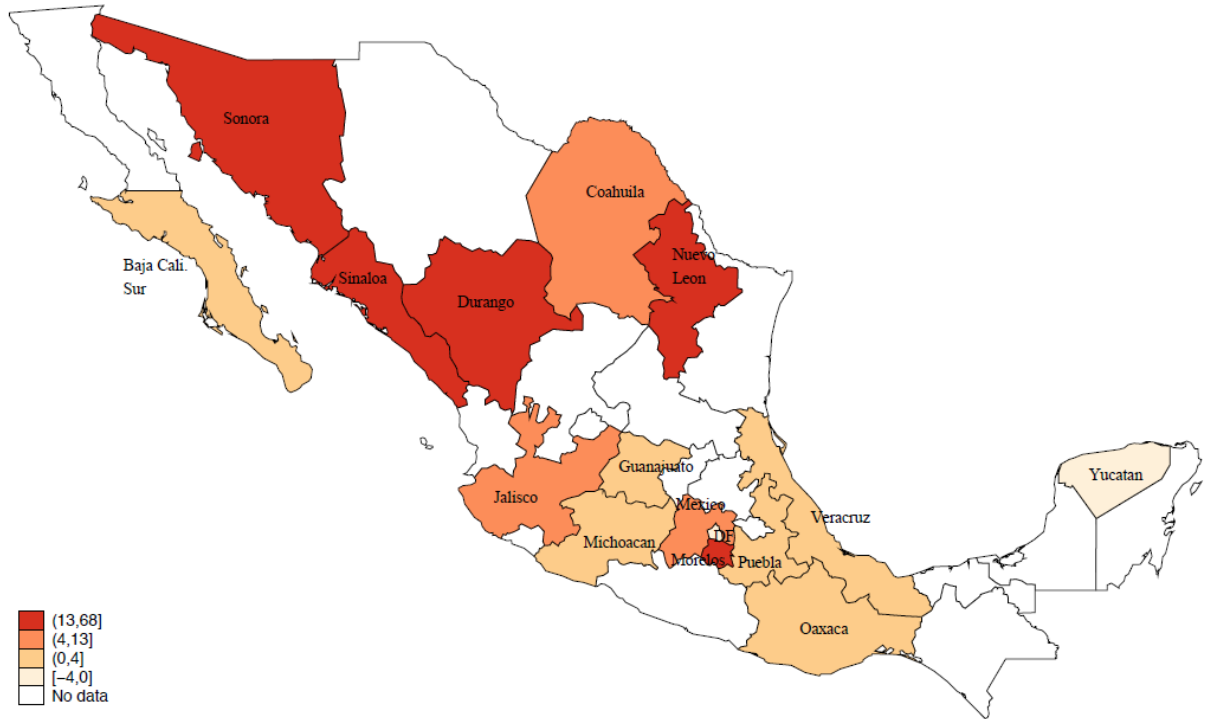 Sonora
Coahuila
Nuevo
Leon
Baja Cali.
Sur
Sinaloa
Durango
Guanajuato
Yucatan
Jalisco
Mexico
Veracruz
DF
Michoacan
Morelos
Puebla
Oaxaca
(13,68]
(4,13]
(0,4]
[−4,0]
No data